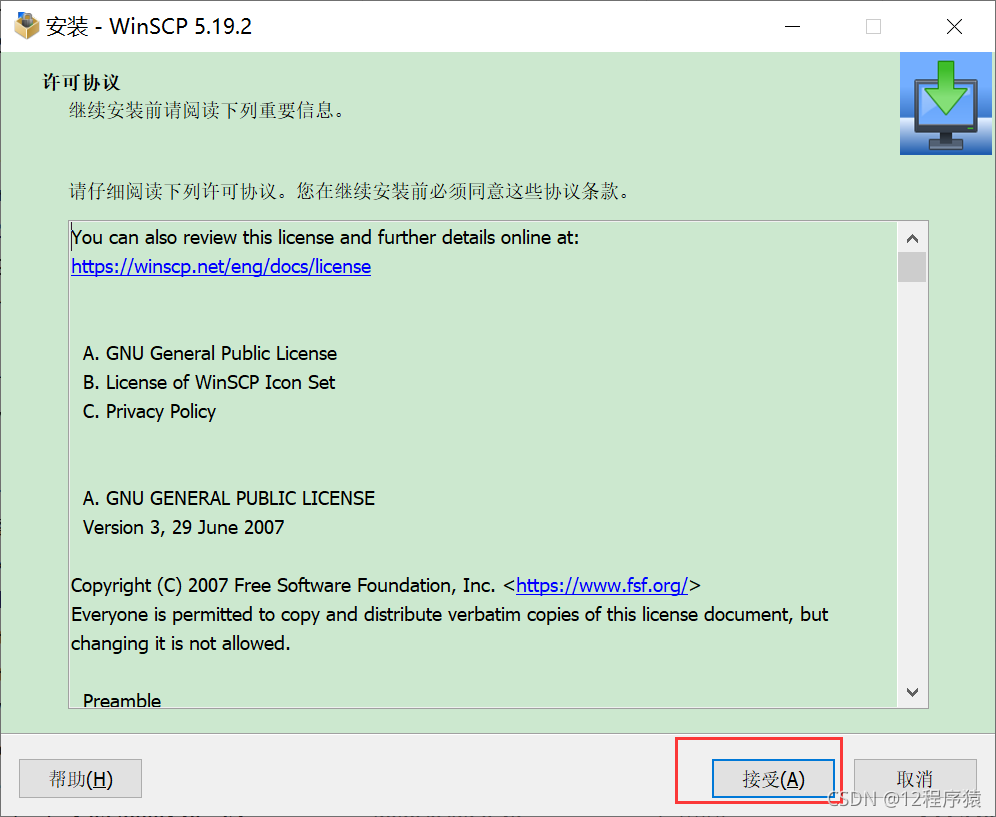 安装 - WinSCP 5.19.2
许可协议
继续安装前请阅读下列重要信息。
请仔细阅读下列许可协议。您在继续安装前必须同意这些协议条款。
You can also review this license and further details online at:
https://winscp.net/eng/docs/license
A. GNU General Public License
B. License of WinSCP Icon Set
C. Privacy Policy
A. GNU GENERAL PUBLIC LICENSE
Version 3, 29 June 2007
Copyright (C) 2007 Free Software Foundation, Inc. <https://www.fsf.org/>
Everyone is permitted to copy and distribute verbatim copies of this license document, but
changing it is not allowed.
Preamble
帮助(H) 接受(A) 取消
CSDN @12程序猿